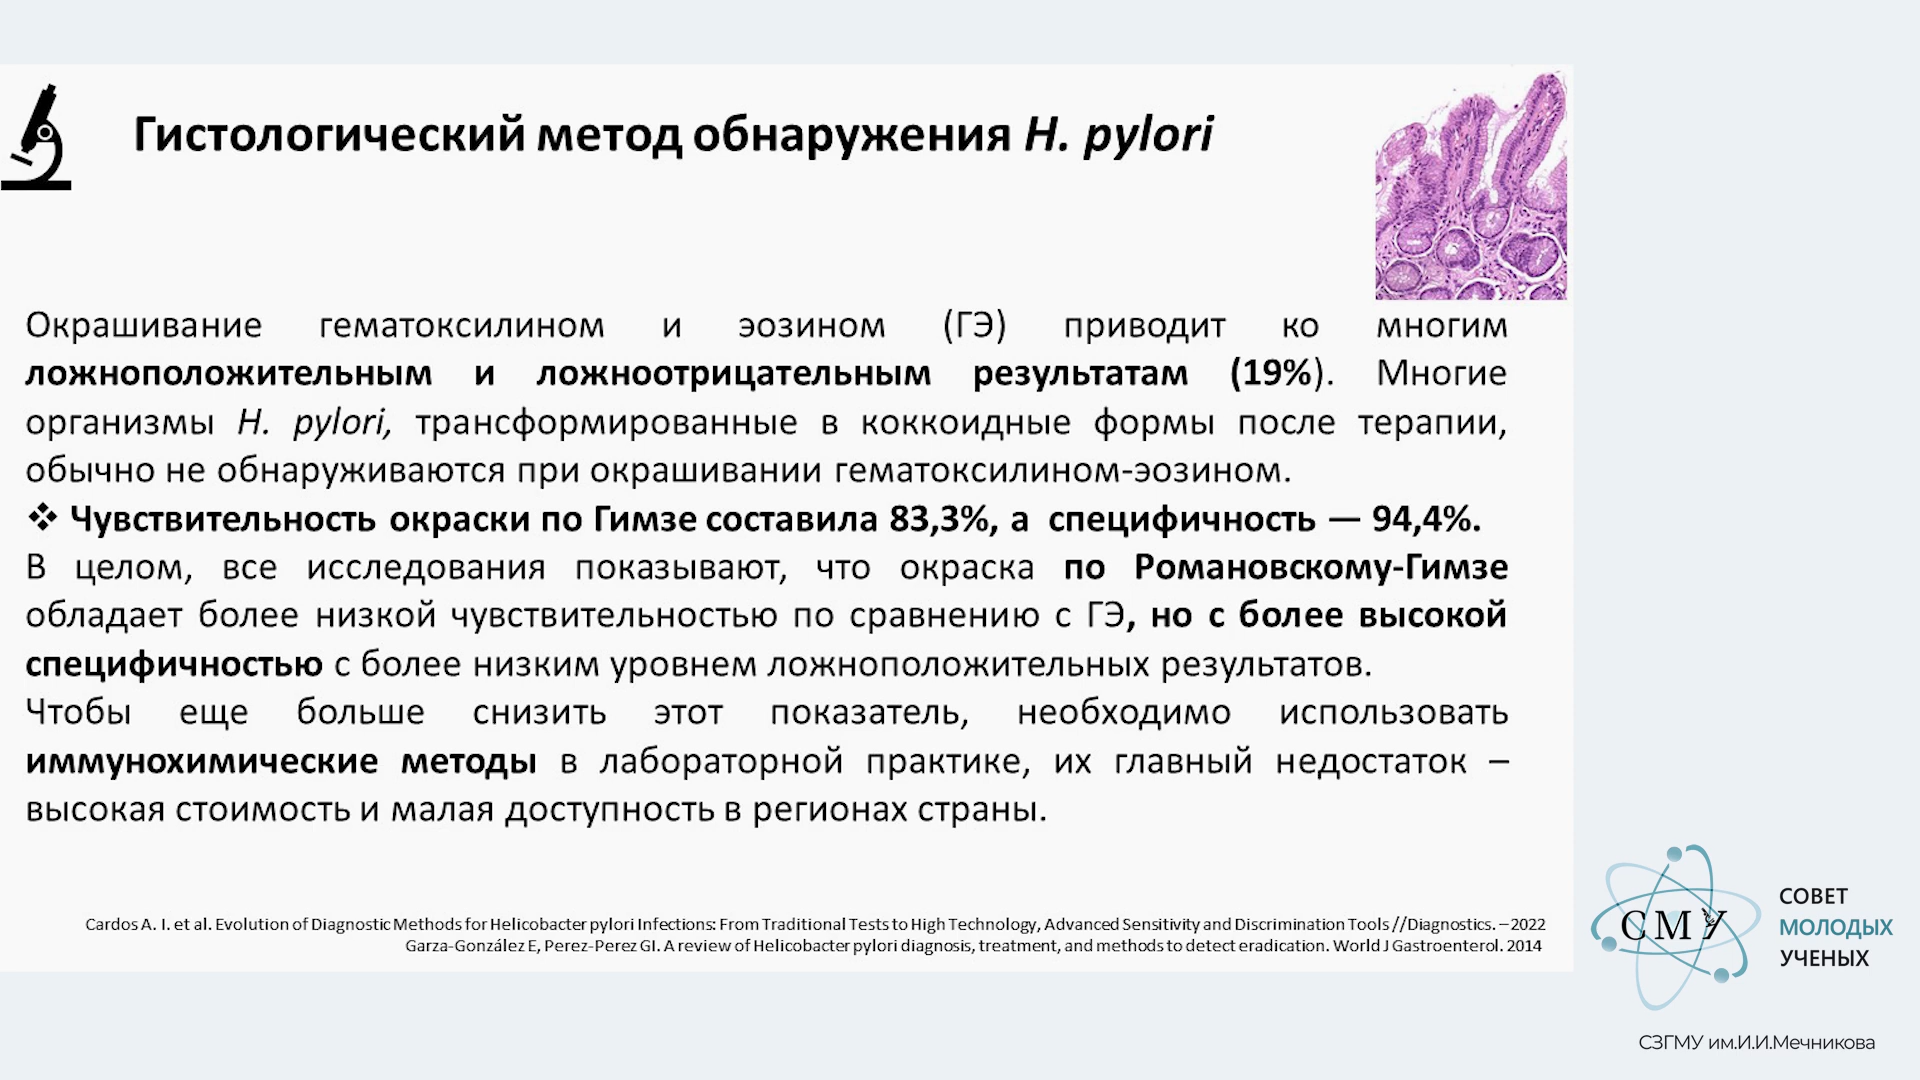 Гистологический метод обнаружения H. pylori
Окрашивание гематоксилином и эозином (ГЭ) приводит ко многим
ложноположительным и ложноотрицательным результатам (19%). Многие
организмы H. pylori, трансформированные в коккоидные формы после терапии,
обычно не обнаруживаются при окрашивании гематоксилином-эозином.
❖ Чувствительность окраски по Гимзе составила 83,3%, а специфичность — 94,4%.
В целом, все исследования показывают, что окраска по Романовскому-Гимзе
обладает более низкой чувствительностью по сравнению с ГЭ, но с более высокой
специфичностью с более низким уровнем ложноположительных результатов.
Чтобы еще больше снизить этот показатель, необходимо использовать
иммунохимические методы в лабораторной практике, их главный недостаток –
высокая стоимость и малая доступность в регионах страны.
Cardos A. I. et al. Evolution of Diagnostic Methods for Helicobacter pylori Infections: From Traditional Tests to High Technology, Advanced Sensitivity and Discrimination Tools //Diagnostics. – 2022
Garza-González E, Perez-Perez GI. A review of Helicobacter pylori diagnosis, treatment, and methods to detect eradication. World J Gastroenterol. 2014
СМУ
СОВЕТ
МОЛОДЫХ
УЧЕНЫХ
СЗГМУ им.И.И.Мечникова